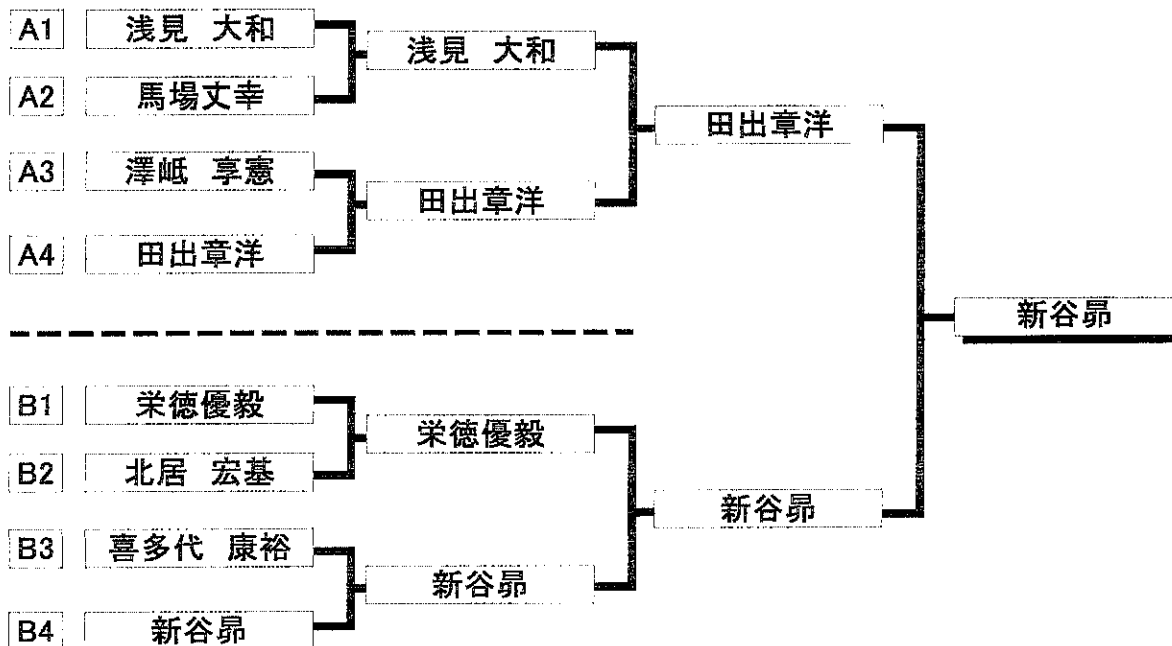 A1 浅見 大和
浅見 大和
A2 馬場丈幸
田出章洋
A3 澤岻 享憲
田出章洋
A4 田出章洋
新谷昴
B1 栄徳優毅
栄徳優毅
B2 北居 宏基
新谷昴
B3 喜多代 康裕
新谷昴
B4 新谷昴